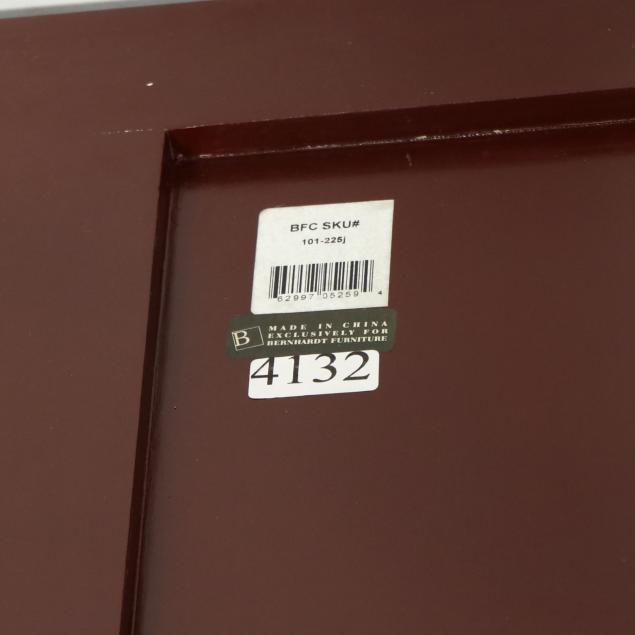 BFC SKU#
101-225j
62997 05259 4
B
MADE IN CHINA
EXCLUSIVELY FOR
BERNHARDT FURNITURE
4132